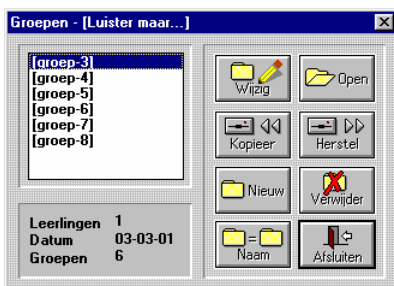 Groepen - [Luister maar...]
[groep-3]
[groep-4]
[groep-5]
[groep-6]
[groep-7]
[groep-8]
Leerlingen 1
Datum 03-03-01
Groepen 6
Wijzig
Open
Kopieer
Herstel
Nieuw
Verwijder
Naam
Afsluiten